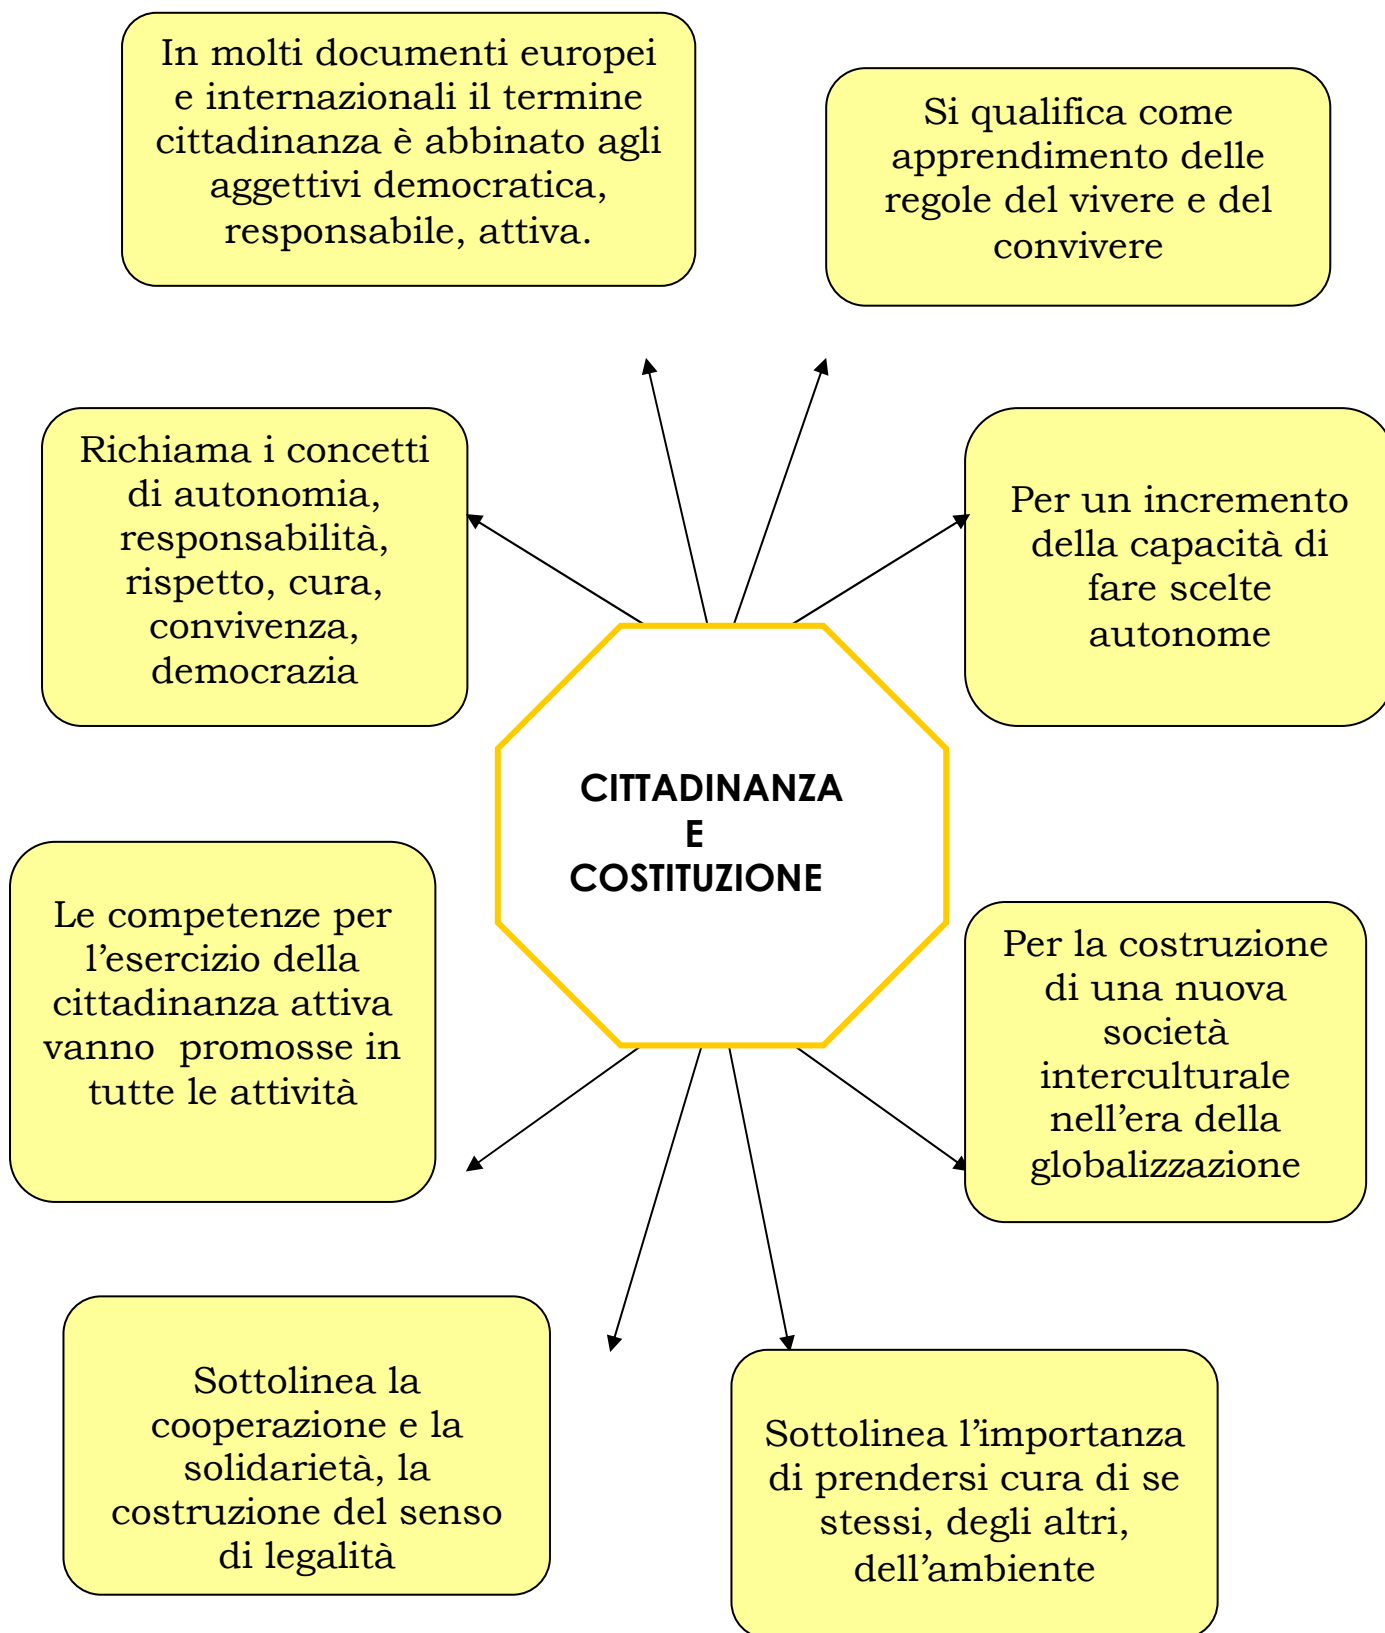 In molti documenti europei
e internazionali il termine
cittadinanza è abbinato agli
aggettivi democratica,
responsabile, attiva.
Si qualifica come
apprendimento delle
regole del vivere e del
convivere
Richiama i concetti
di autonomia,
responsabilità,
rispetto, cura,
convivenza,
democrazia
Per un incremento
della capacità di
fare scelte
autonome
CITTADINANZA
E
COSTITUZIONE
Le competenze per
l’esercizio della
cittadinanza attiva
vanno  promosse in
tutte le attività
Per la costruzione
di una nuova
società
interculturale
nell’era della
globalizzazione
Sottolinea la
cooperazione e la
solidarietà, la
costruzione del senso
di legalità
Sottolinea l’importanza
di prendersi cura di se
stessi, degli altri,
dell’ambiente